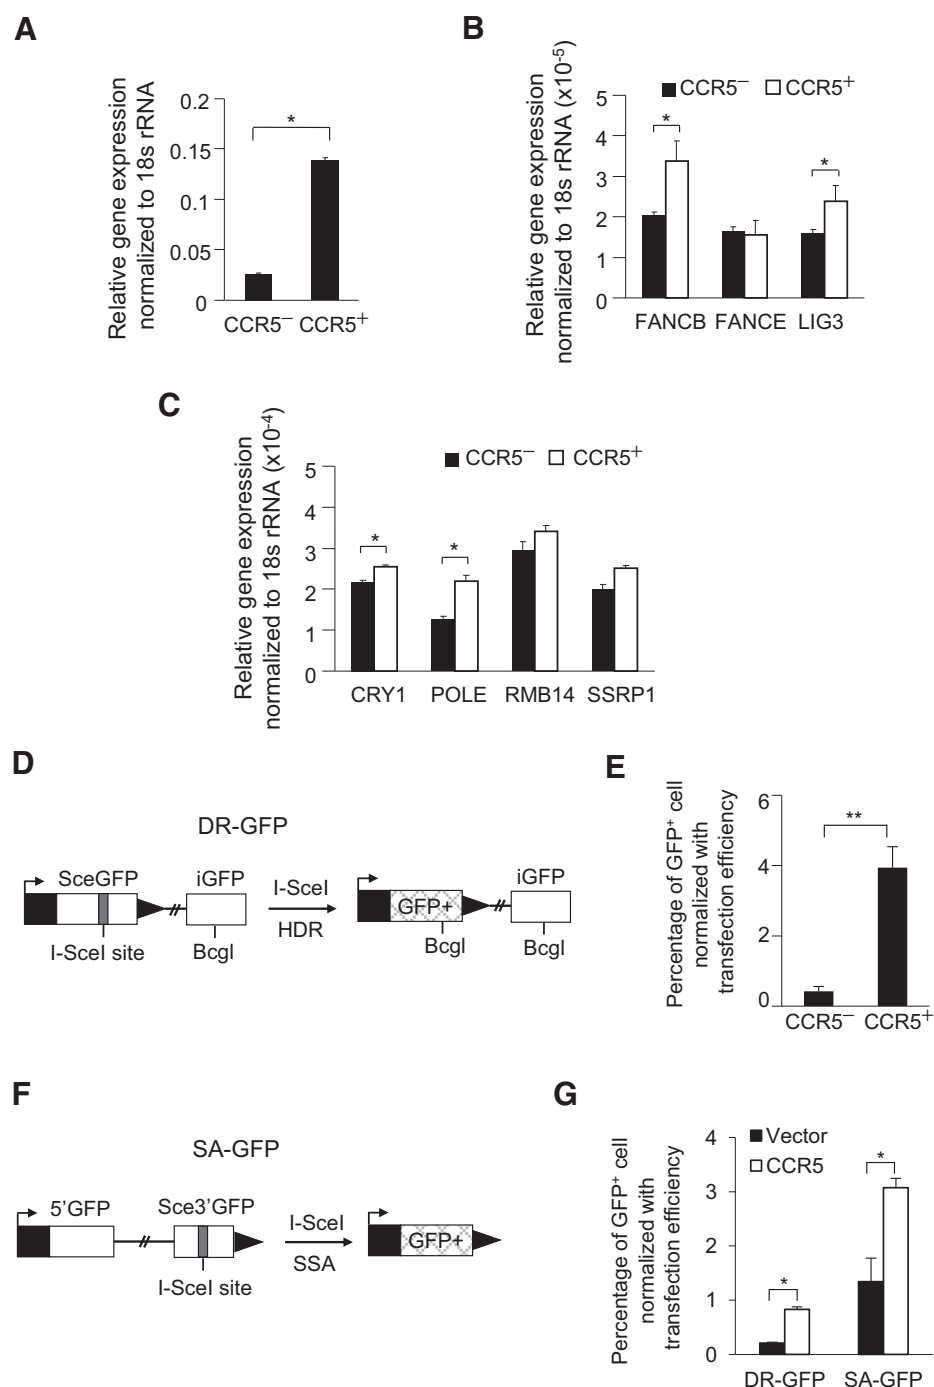 A
Relative gene expression
normalized to 18s rRNA
0.2
0.15
0.1
0.05
0
*
CCR5⁻ CCR5⁺
B
Relative gene expression
normalized to 18s rRNA (x10⁻⁵)
CCR5⁻ CCR5⁺
5
4
3
2
1
0
*
*
FANCB FANCE LIG3
C
Relative gene expression
normalized to 18s rRNA (x10⁻⁴)
CCR5⁻ CCR5⁺
5
4
3
2
1
0
*
*
CRY1 POLE RMB14 SSRP1
D
DR-GFP
SceGFP iGFP
I-SceI site BcgI
I-SceI
HDR
GFP+ iGFP
BcgI BcgI
E
Percentage of GFP⁺ cell
normalized with
transfection efficiency
6
4
2
0
**
CCR5⁻ CCR5⁺
F
SA-GFP
5'GFP Sce3'GFP
I-SceI site
I-SceI
SSA
GFP+
G
Percentage of GFP⁺ cell
normalized with
transfection efficiency
Vector
CCR5
4
3
2
1
0
*
*
DR-GFP SA-GFP